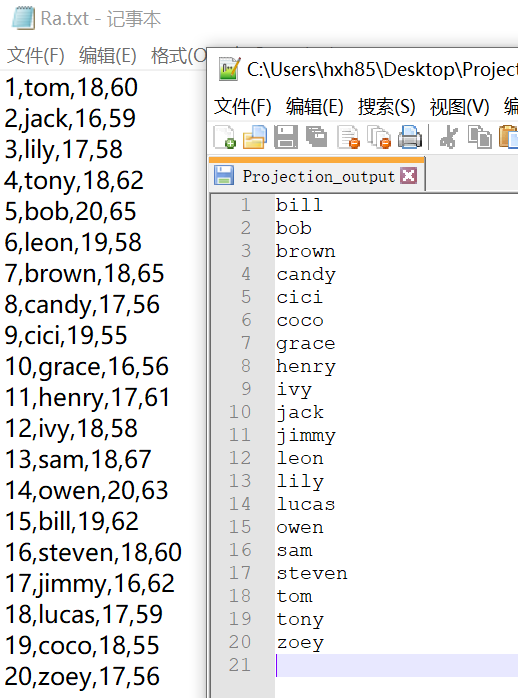 Ra.txt - 记事本
文件(F) 编辑(E) 格式(O
1,tom,18,60
2,jack,16,59
3,lily,17,58
4,tony,18,62
5,bob,20,65
6,leon,19,58
7,brown,18,65
8,candy,17,56
9,cici,19,55
10,grace,16,56
11,henry,17,61
12,ivy,18,58
13,sam,18,67
14,owen,20,63
15,bill,19,62
16,steven,18,60
17,jimmy,16,62
18,lucas,17,59
19,coco,18,55
20,zoey,17,56
C:\Users\hxh85\Desktop\Project
文件(F) 编辑(E) 搜索(S) 视图(V) 编
Projection_output
1 bill
2 bob
3 brown
4 candy
5 cici
6 coco
7 grace
8 henry
9 ivy
10 jack
11 jimmy
12 leon
13 lily
14 lucas
15 owen
16 sam
17 steven
18 tom
19 tony
20 zoey
21